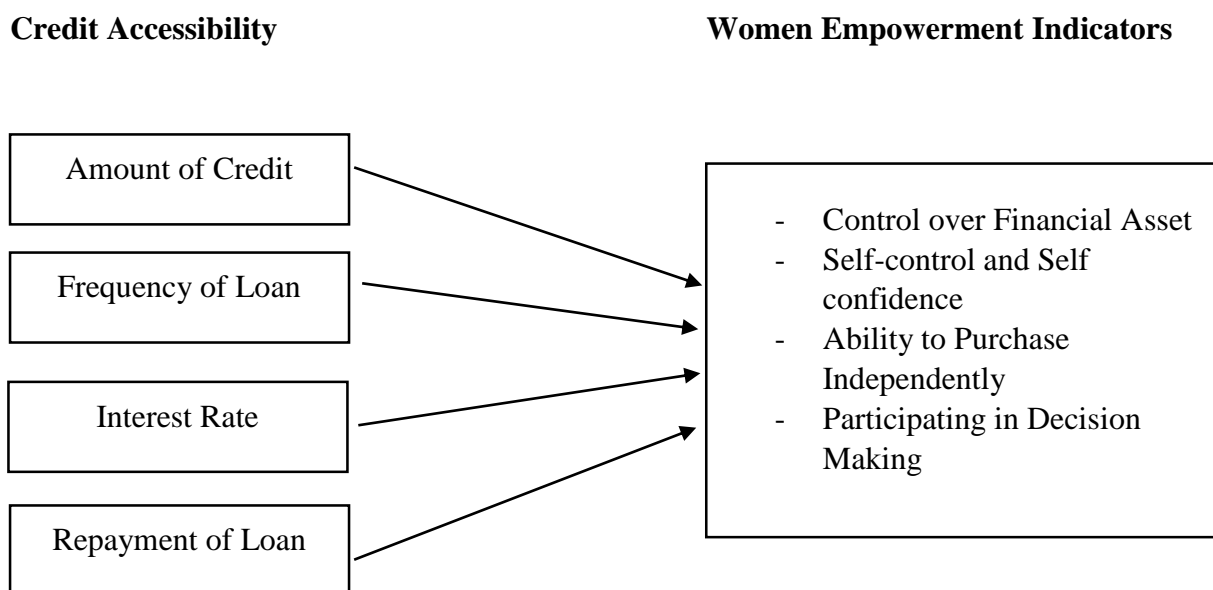 Credit Accessibility
Women Empowerment Indicators
Amount of Credit
Frequency of Loan
Interest Rate
Repayment of Loan
- Control over Financial Asset
- Self-control and Self
confidence
- Ability to Purchase
Independently
- Participating in Decision
Making